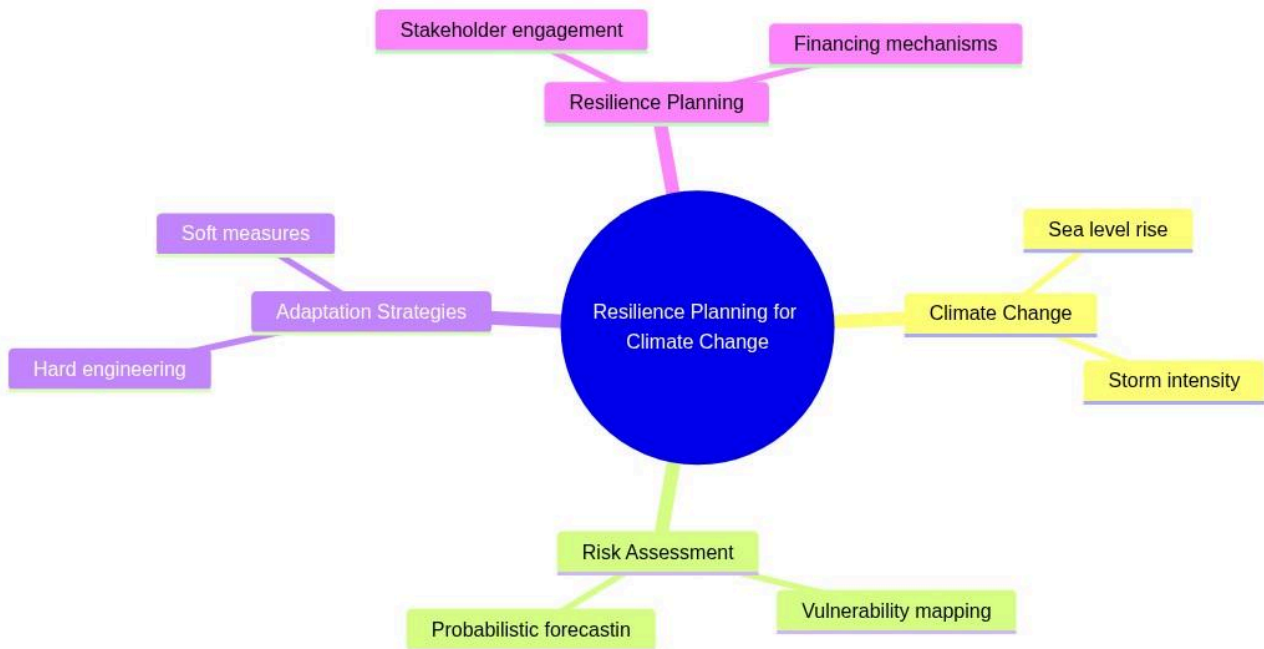 Stakeholder engagement
Financing mechanisms
Resilience Planning
Soft measures
Adaptation Strategies
Hard engineering
Resilience Planning for
Climate Change
Sea level rise
Climate Change
Storm intensity
Risk Assessment
Probabilistic forecastin
Vulnerability mapping